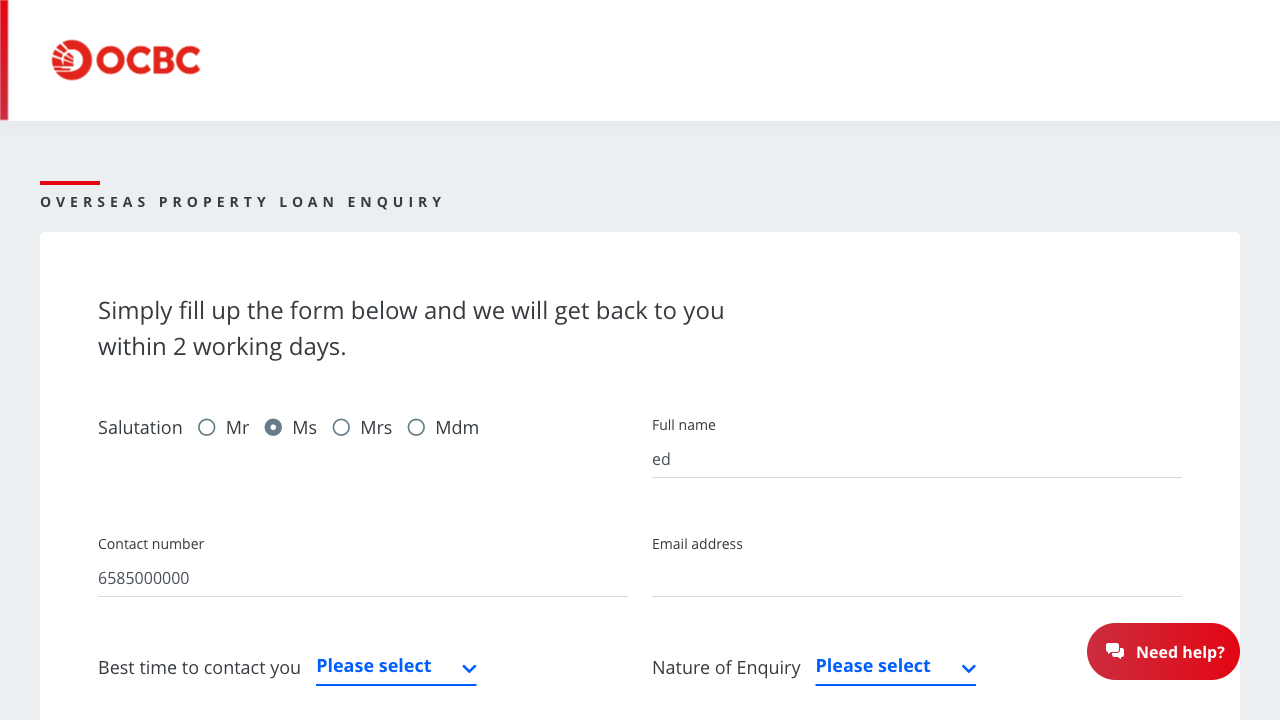 OCBC
OVERSEAS PROPERTY LOAN ENQUIRY
Simply fill up the form below and we will get back to you
within 2 working days.
Salutation Mr Ms Mrs Mdm
Full name
ed
Contact number
6585000000
Email address
Best time to contact you Please select
Nature of Enquiry Please select
Need help?